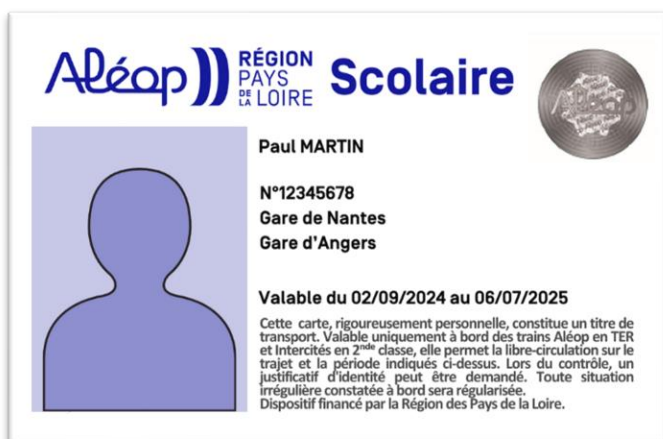 Aléop
RÉGION
PAYS
DE LA LOIRE
Scolaire
Aléop
Paul MARTIN
N°12345678
Gare de Nantes
Gare d'Angers
Valable du 02/09/2024 au 06/07/2025
Cette carte, rigoureusement personnelle, constitue un titre de
transport. Valable uniquement à bord des trains Aléop en TER
et Intercités en 2nde classe, elle permet la libre-circulation sur le
trajet et la période indiqués ci-dessus. Lors du contrôle, un
justificatif d'identité peut être demandé. Toute situation
irrégulière constatée à bord sera régularisée.
Dispositif financé par la Région des Pays de la Loire.